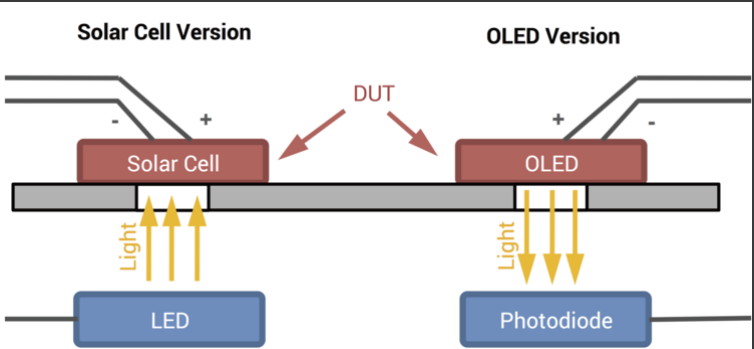 Solar Cell Version
OLED Version
DUT
- +
+ -
Solar Cell
OLED
Light
Light
LED
Photodiode